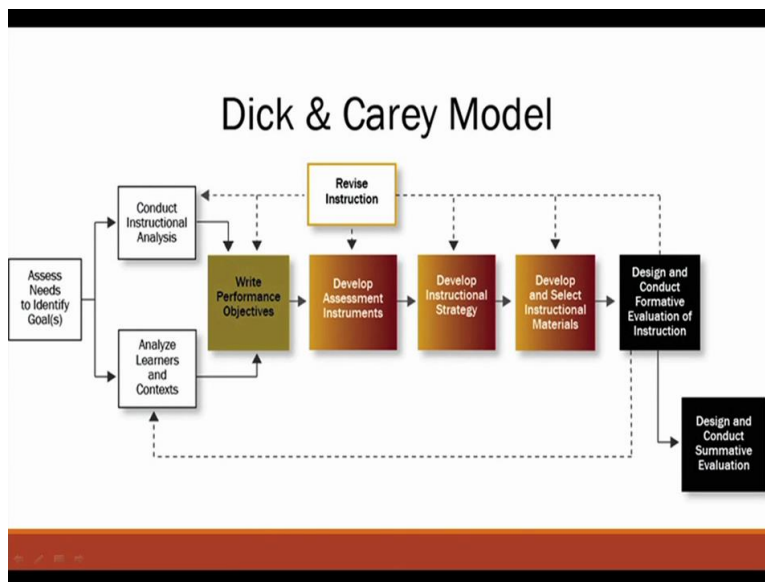 Dick & Carey Model
Revise
Instruction
Conduct
Instructional
Analysis
Assess
Needs
to Identify
Goal(s)
Write
Performance
Objectives
Develop
Assessment
Instruments
Develop
Instructional
Strategy
Develop
and Select
Instructional
Materials
Design and
Conduct
Formative
Evaluation of
Instruction
Analyze
Learners
and
Contexts
Design and
Conduct
Summative
Evaluation